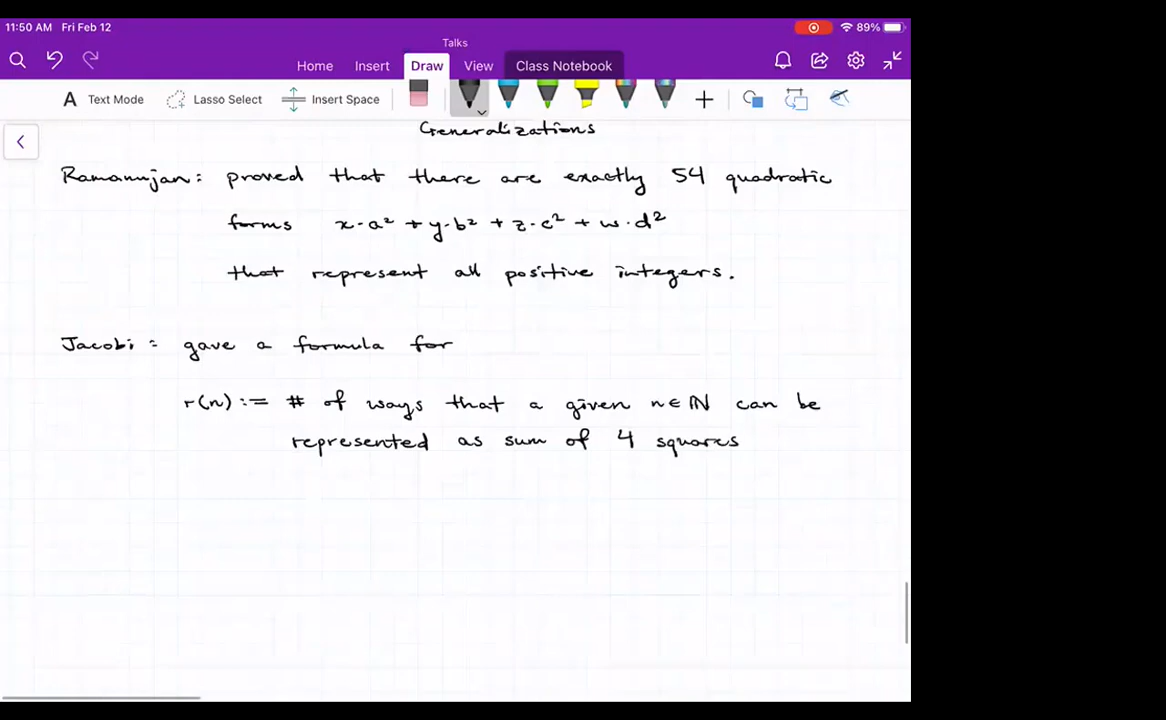 11:50 AM Fri Feb 12
89%
Talks
Home Insert Draw View Class Notebook
Text Mode Lasso Select Insert Space
Generalizations
Ramanujan: proved that there are exactly 54 quadratic
forms x·a² + y·b² + z·c² + w·d²
that represent all positive integers.
Jacobi: gave a formula for
r(n) := # of ways that a given n∈ℕ can be
represented as sum of 4 squares